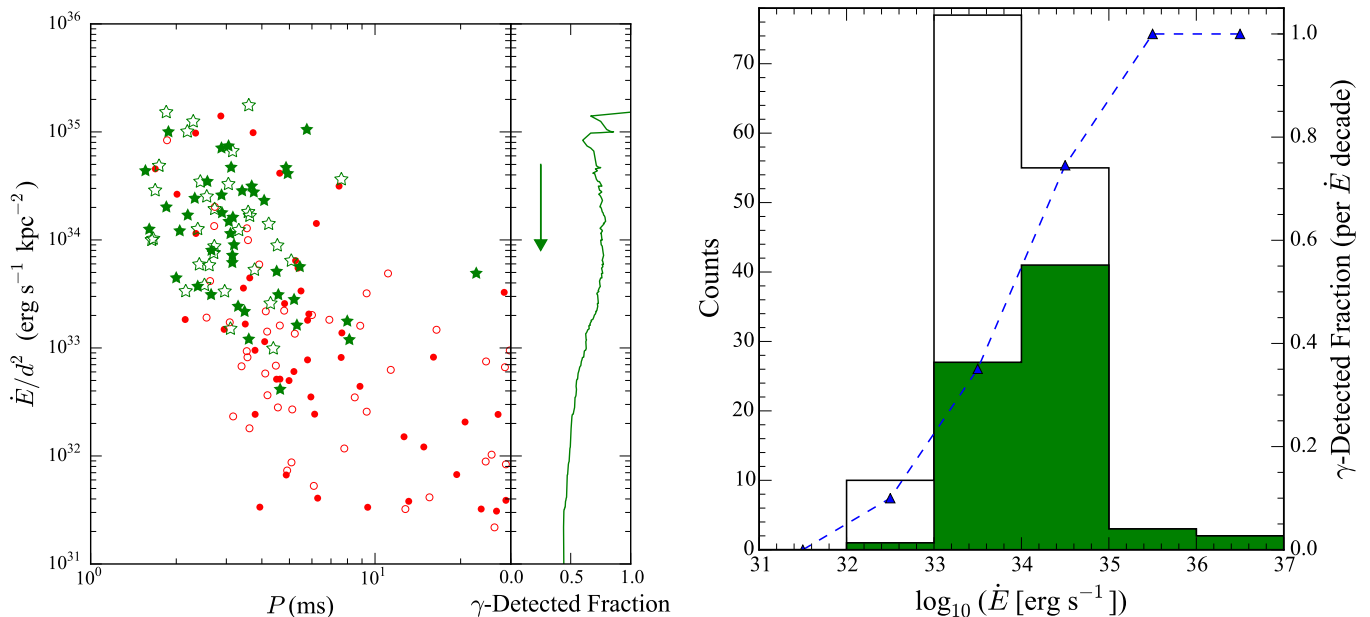 10^36
10^35
10^34
10^33
10^32
10^31
Ė/d² (erg s⁻¹ kpc⁻²)
10^0 10^1 0.0 0.5 1.0
P (ms) γ-Detected Fraction
70
60
50
40
30
20
10
0
Counts
1.0
0.8
0.6
0.4
0.2
0.0
γ-Detected Fraction (per Ė decade)
31 32 33 34 35 36 37
log₁₀ (Ė [erg s⁻¹])